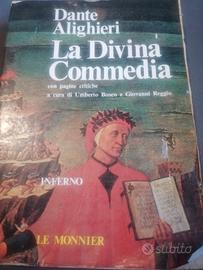 Dante
Alighieri
La Divina
Commedia
con pagine critiche
a cura di Umberto Bosco e Giovanni Reggio
INFERNO
LE MONNIER
subito